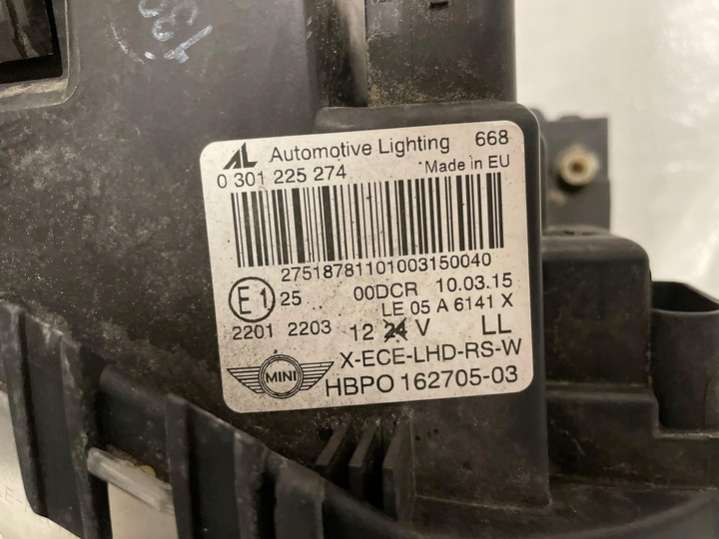 AL Automotive Lighting 668
0 301 225 274 Made in EU
27518781101003150040
E1 25 00DCR 10.03.15
LE 05 A 6141 X
2201 2203 12 24 V LL
MINI X-ECE-LHD-RS-W
HBPO 162705-03